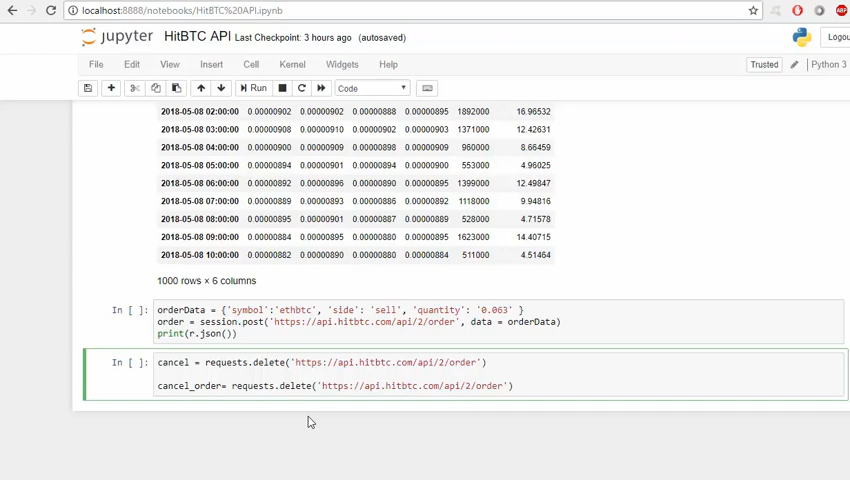 localhost:8888/notebooks/HitBTC%20API.ipynb
ABP
jupyter HitBTC API Last Checkpoint: 3 hours ago (autosaved)
Logou
File Edit View Insert Cell Kernel Widgets Help
Trusted Python 3
Run Code
2018-05-08 02:00:00 0.00000902 0.00000902 0.00000888 0.00000895 1892000 16.96532
2018-05-08 03:00:00 0.00000908 0.00000910 0.00000902 0.00000903 1371000 12.42631
2018-05-08 04:00:00 0.00000900 0.00000909 0.00000898 0.00000909 960000 8.66459
2018-05-08 05:00:00 0.00000894 0.00000901 0.00000894 0.00000900 553000 4.96025
2018-05-08 06:00:00 0.00000892 0.00000896 0.00000890 0.00000895 1399000 12.49847
2018-05-08 07:00:00 0.00000889 0.00000893 0.00000886 0.00000892 1118000 9.94816
2018-05-08 08:00:00 0.00000895 0.00000901 0.00000887 0.00000889 528000 4.71578
2018-05-08 09:00:00 0.00000884 0.00000895 0.00000880 0.00000895 1623000 14.40715
2018-05-08 10:00:00 0.00000882 0.00000890 0.00000880 0.00000884 511000 4.51464
1000 rows × 6 columns
In [ ]: orderData = {'symbol':'ethbtc', 'side': 'sell', 'quantity': '0.063' }
order = session.post('https://api.hitbtc.com/api/2/order', data = orderData)
print(r.json())
In [ ]: cancel = requests.delete('https://api.hitbtc.com/api/2/order')
cancel_order= requests.delete('https://api.hitbtc.com/api/2/order')